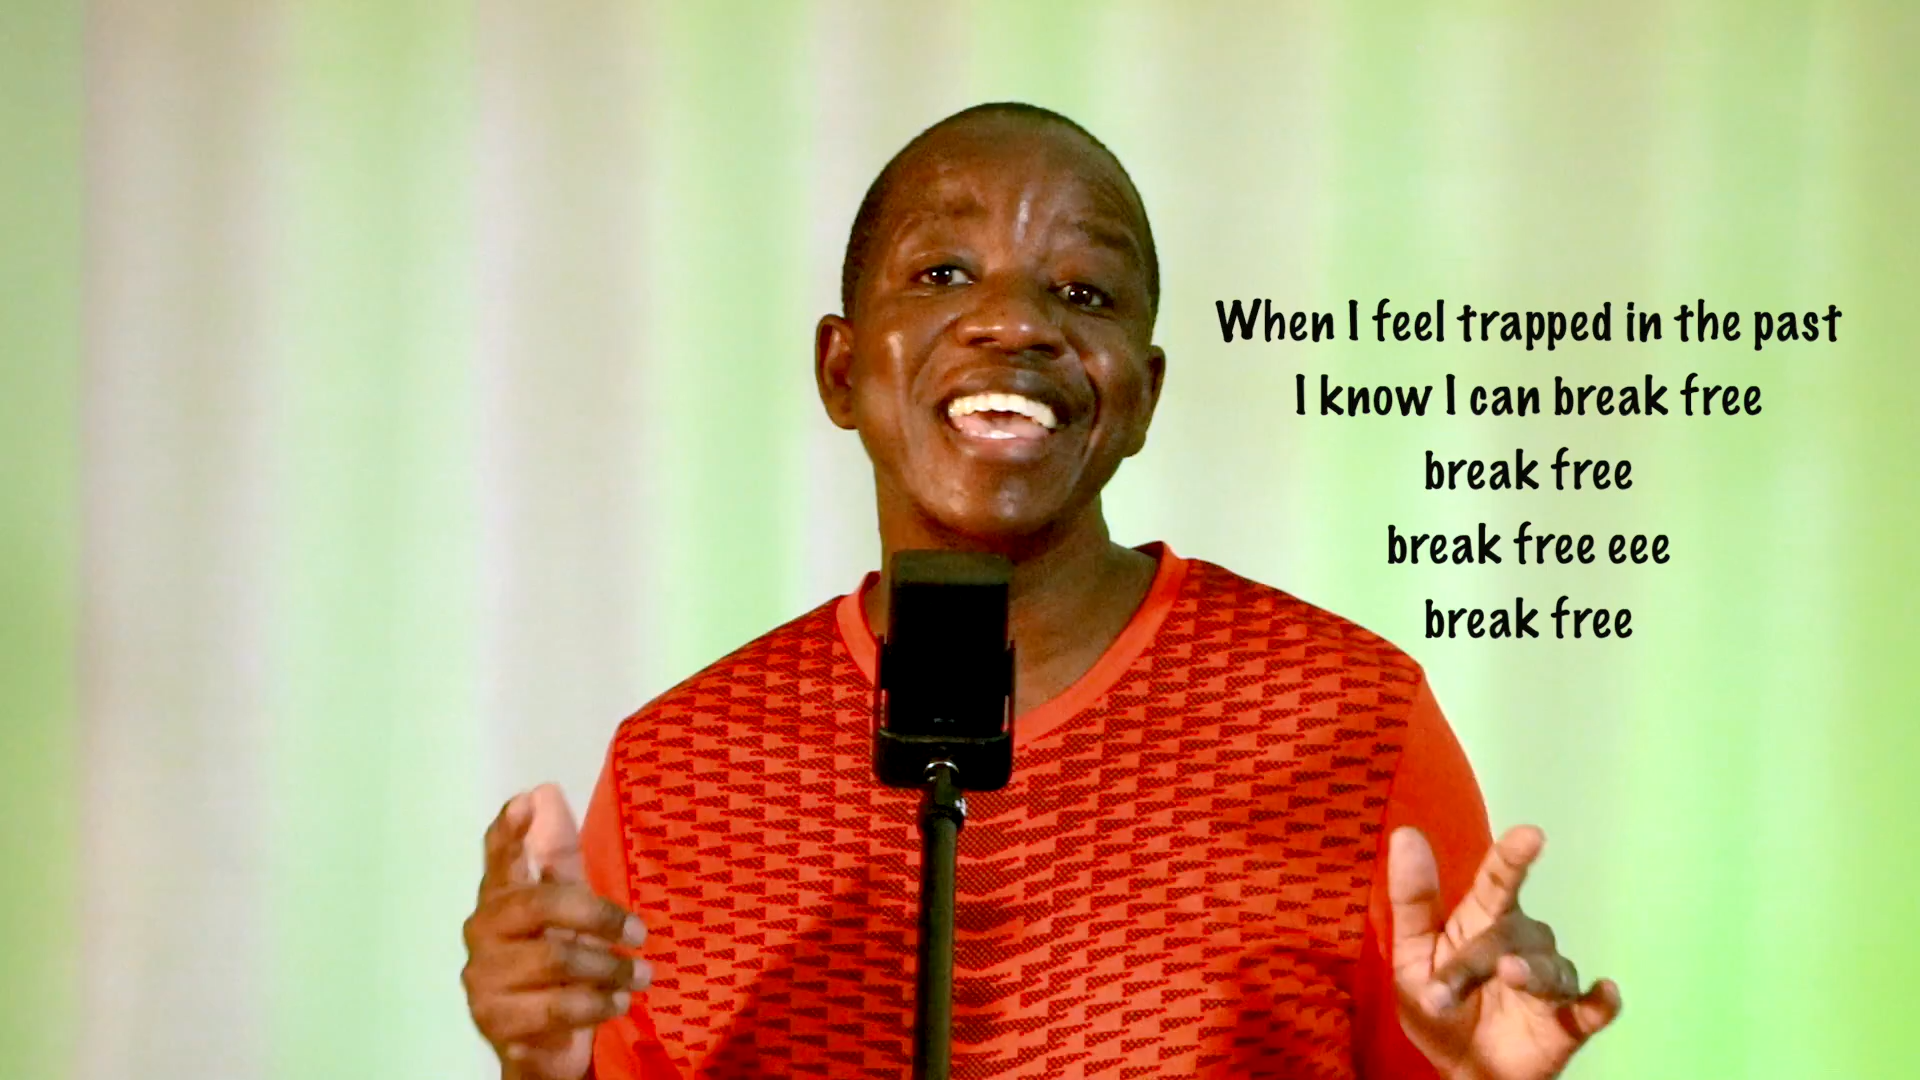 When I feel trapped in the past
I know I can break free
break free
break free eee
break free